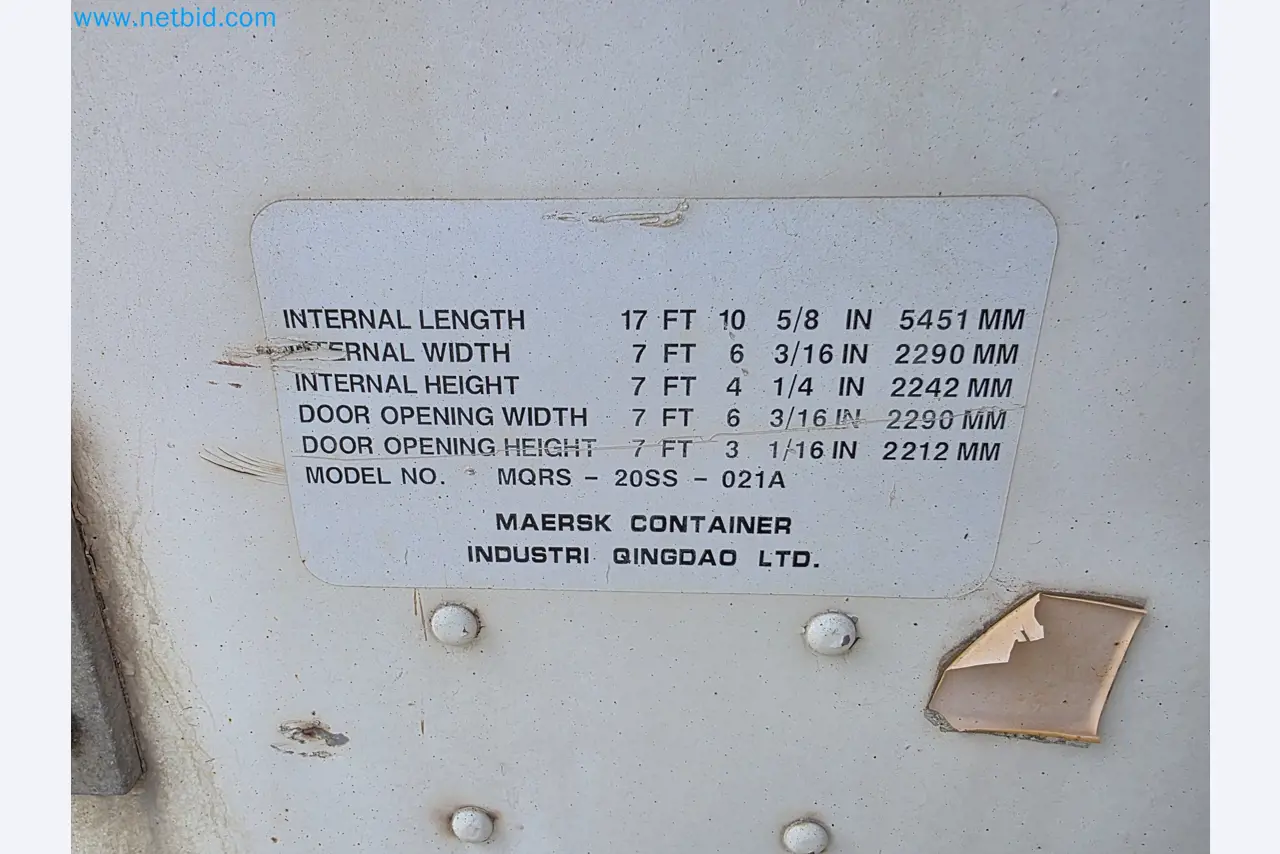 www.netbid.com
INTERNAL LENGTH 17 FT 10 5/8 IN 5451 MM
ERNAL WIDTH 7 FT 6 3/16 IN 2290 MM
INTERNAL HEIGHT 7 FT 4 1/4 IN 2242 MM
DOOR OPENING WIDTH 7 FT 6 3/16 IN 2290 MM
DOOR OPENING HEIGHT 7 FT 3 1/16 IN 2212 MM
MODEL NO. MQRS - 20SS - 021A
MAERSK CONTAINER
INDUSTRI QINGDAO LTD.